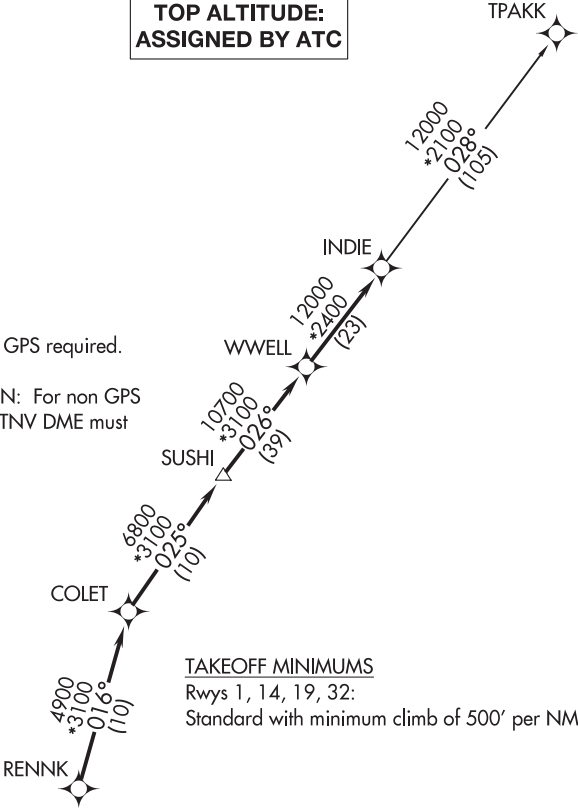 TOP ALTITUDE:
ASSIGNED BY ATC
TPAKK
12000
*2100
028°
(105)
INDIE
12000
*2400
(23)
GPS required.
WWELL
N: For non GPS
TNV DME must
10700
*3100
026°
(39)
SUSHI
6800
*3100
025°
(10)
COLET
TAKEOFF MINIMUMS
Rwys 1, 14, 19, 32:
Standard with minimum climb of 500' per NM
4900
*3100
016°
(10)
RENNK